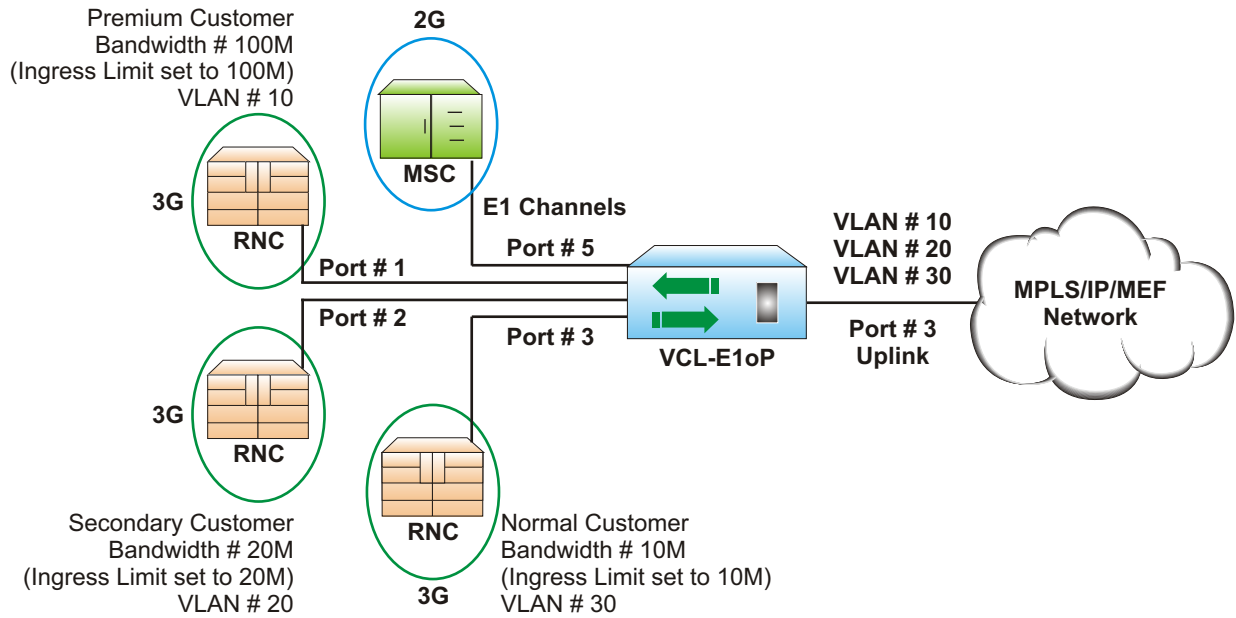 Premium Customer
Bandwidth # 100M
(Ingress Limit set to 100M)
VLAN # 10
2G
MSC
3G
RNC
E1 Channels
Port # 5
Port # 1
Port # 2
Port # 3
VCL-E1oP
VLAN # 10
VLAN # 20
VLAN # 30
Port # 3
Uplink
MPLS/IP/MEF
Network
3G
RNC
Secondary Customer
Bandwidth # 20M
(Ingress Limit set to 20M)
VLAN # 20
RNC
3G
Normal Customer
Bandwidth # 10M
(Ingress Limit set to 10M)
VLAN # 30